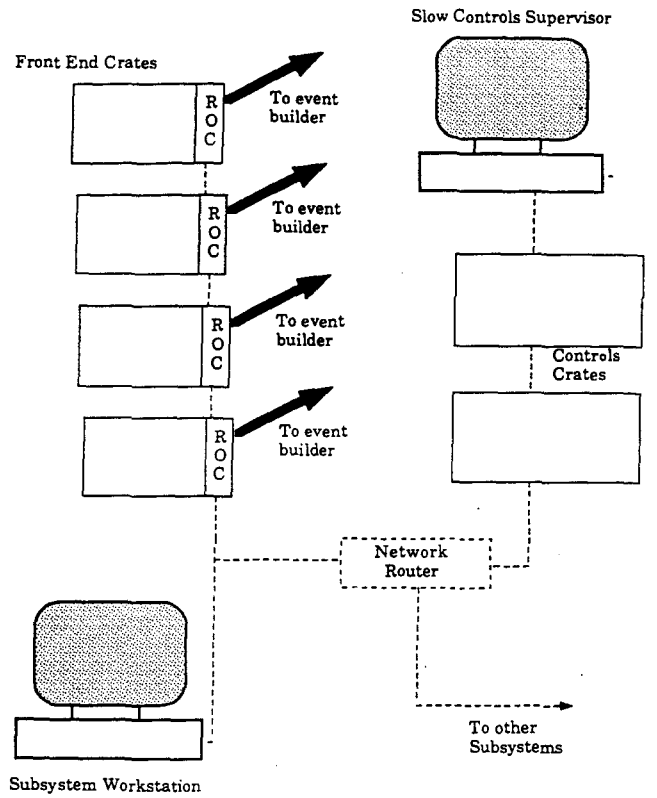 Slow Controls Supervisor
Front End Crates
R
O
C
To event
builder
R
O
C
To event
builder
R
O
C
To event
builder
R
O
C
To event
builder
Controls
Crates
Network
Router
To other
Subsystems
Subsystem Workstation